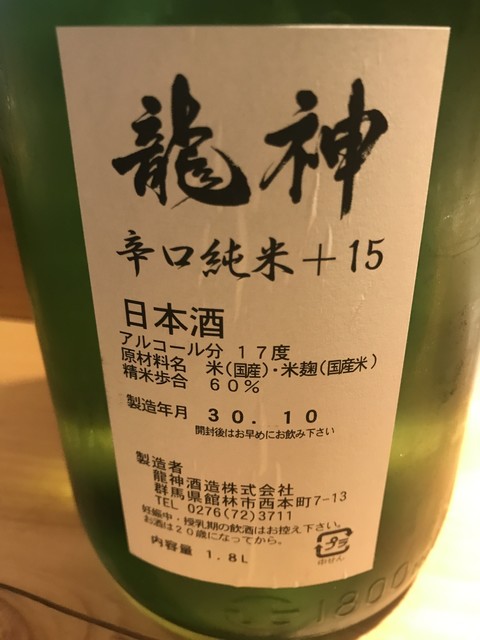 龍神
辛口純米+15
日本酒
アルコール分 17度
原材料名 米(国産)・米麹(国産米)
精米歩合 60%
製造年月 30.10
開封後はお早めにお飲み下さい
製造者
龍神酒造株式会社
群馬県館林市西本町7-13
TEL 0276(72)3711
妊娠中・授乳期の飲酒はお控え下さい。
お酒は20歳になってから。
内容量 1.8L
プラ
中せん
1800